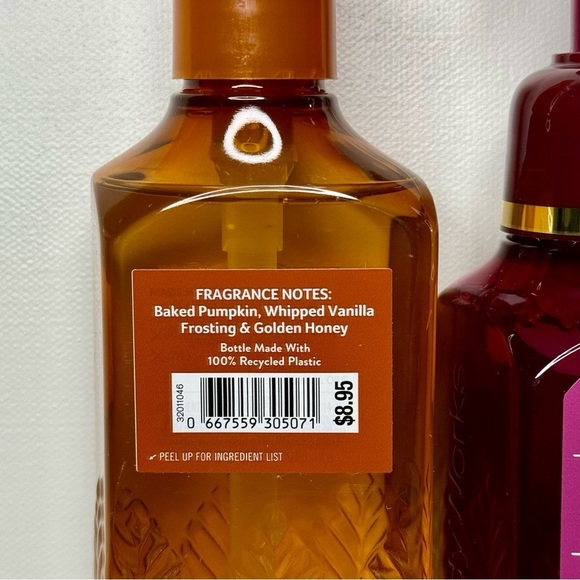 FRAGRANCE NOTES:
Baked Pumpkin, Whipped Vanilla
Frosting & Golden Honey
Bottle Made With
100% Recycled Plastic
32011046
0 667559 305071
$8.95
PEEL UP FOR INGREDIENT LIST
Works